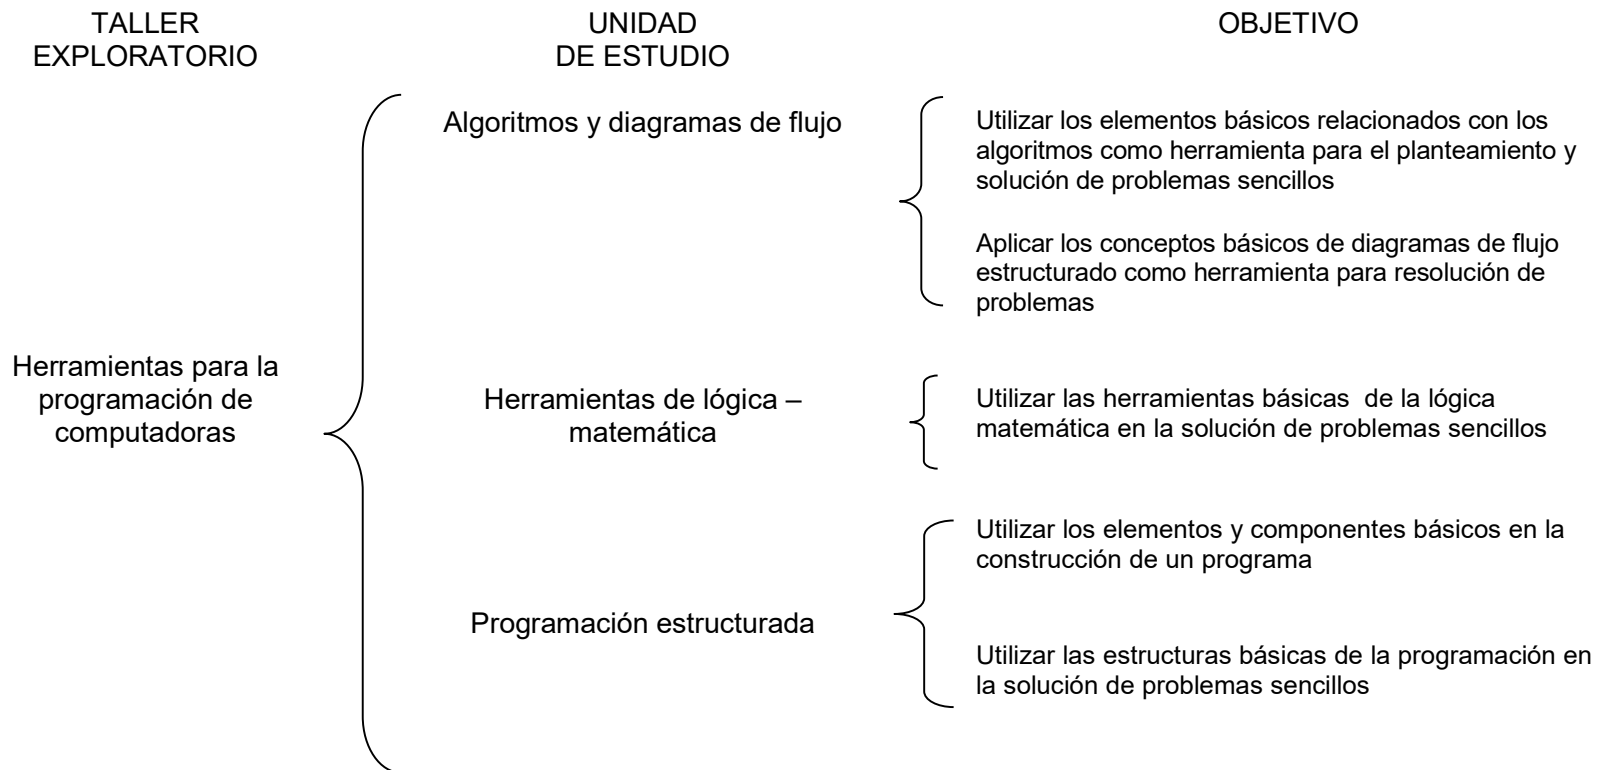 TALLER
EXPLORATORIO
UNIDAD
DE ESTUDIO
OBJETIVO
Herramientas para la
programación de
computadoras
Algoritmos y diagramas de flujo
Utilizar los elementos básicos relacionados con los
algoritmos como herramienta para el planteamiento y
solución de problemas sencillos
Aplicar los conceptos básicos de diagramas de flujo
estructurado como herramienta para resolución de
problemas
Herramientas de lógica –
matemática
Utilizar las herramientas básicas  de la lógica
matemática en la solución de problemas sencillos
Programación estructurada
Utilizar los elementos y componentes básicos en la
construcción de un programa
Utilizar las estructuras básicas de la programación en
la solución de problemas sencillos